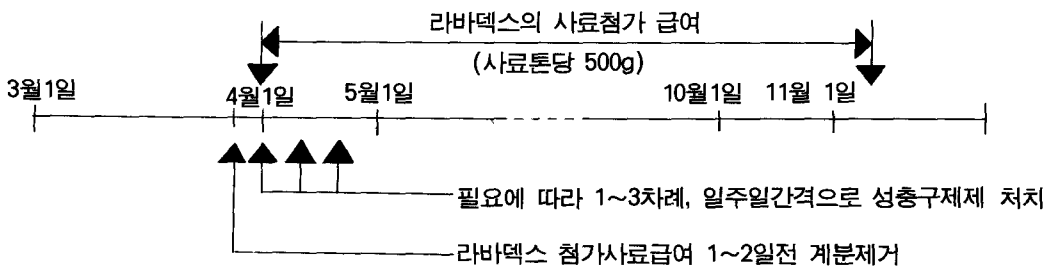 라바덱스의 사료첨가 급여
(사료톤당 500g)
3월1일 4월1일 5월1일 10월1일 11월 1일
필요에 따라 1~3차례, 일주일간격으로 성충구제제 처치
라바덱스 첨가사료급여 1~2일전 계분제거